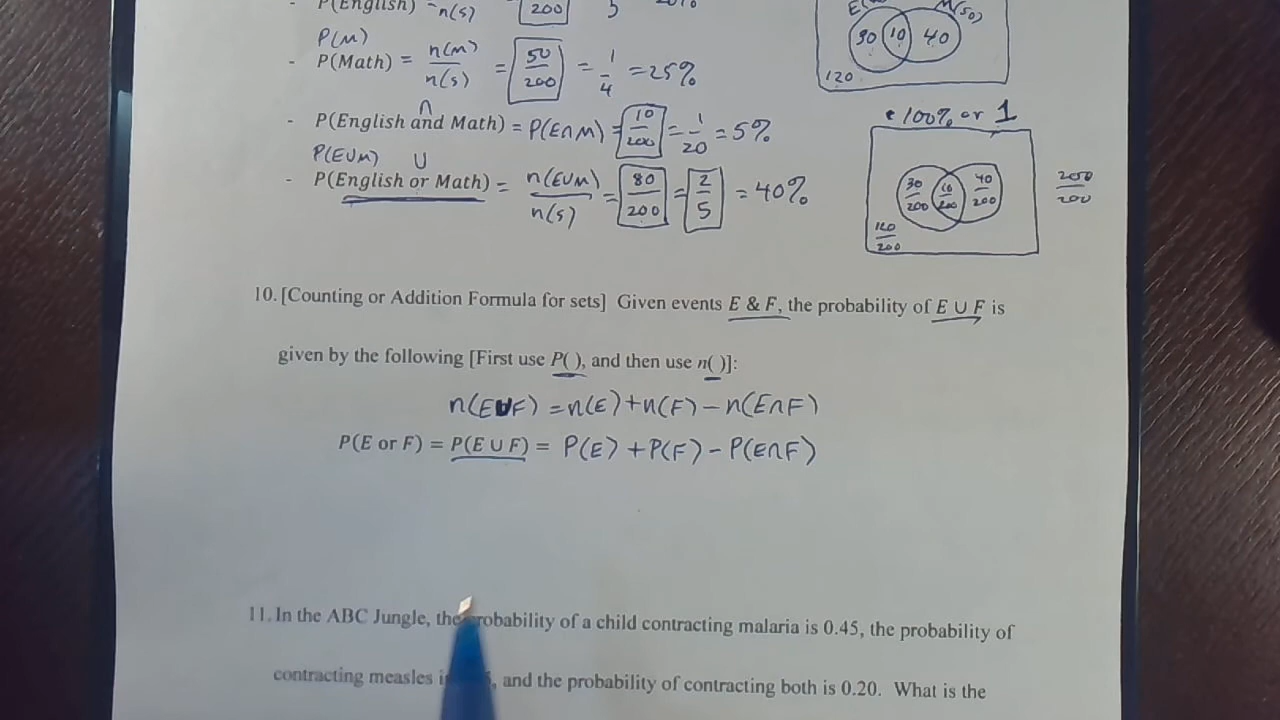 - P(English) = n(S) 200 5 20%
E( M(50)
30 10 40
120
P(M)
- P(Math) = n(M)/n(S) = 50/200 = 1/4 = 25%
∩
- P(English and Math) = P(E∩M) = 10/200 = 1/20 = 5%
100% or 1
P(E∪M) ∪
- P(English or Math) = n(E∪M)/n(S) = 80/200 = 2/5 = 40%
30/200 10/200 40/200
120/200
200/200
10. [Counting or Addition Formula for sets] Given events E & F, the probability of E ∪ F is
given by the following [First use P( ), and then use n( )]:
n(E∪F) = n(E) + n(F) - n(E∩F)
P(E or F) = P(E ∪ F) = P(E) + P(F) - P(E∩F)
11. In the ABC Jungle, the probability of a child contracting malaria is 0.45, the probability of
contracting measles and the probability of contracting both is 0.20. What is the